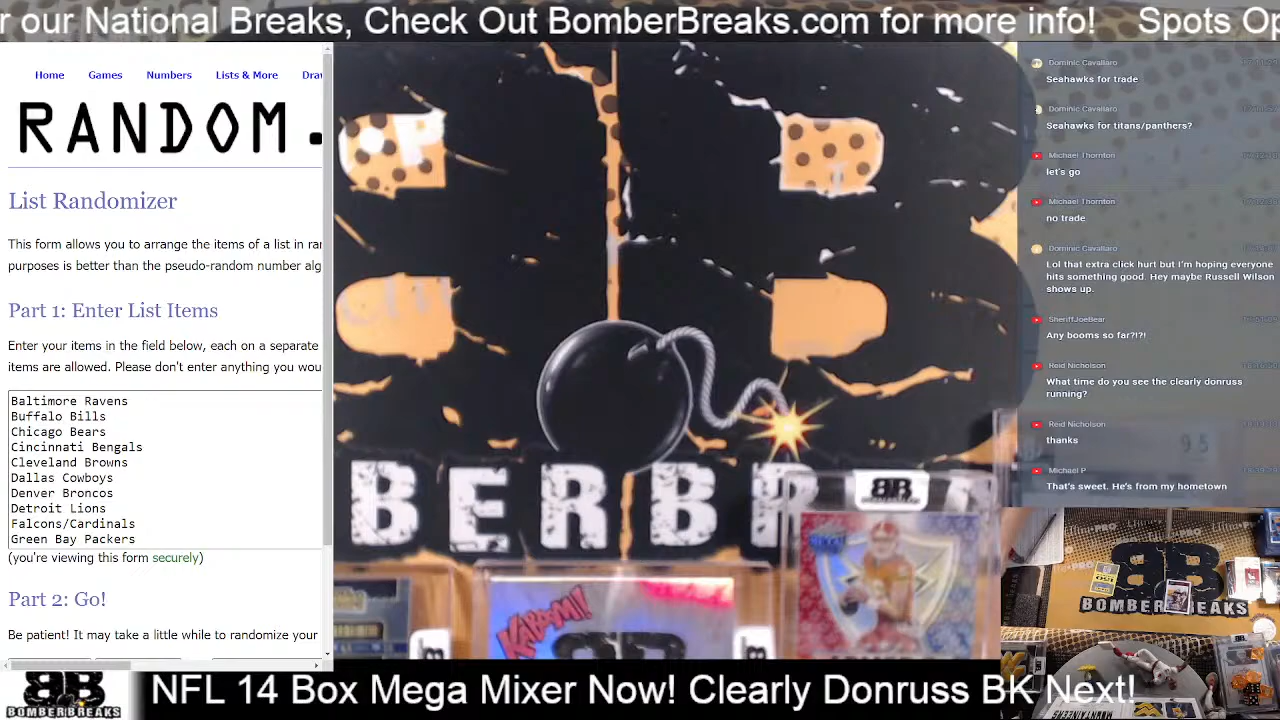 r our National Breaks, Check Out BomberBreaks.com for more info!    Spots Op
Home Games Numbers Lists & More Drav
RANDOM.
List Randomizer
This form allows you to arrange the items of a list in rar
purposes is better than the pseudo-random number alg
Part 1: Enter List Items
Enter your items in the field below, each on a separate
items are allowed. Please don't enter anything you wou
Baltimore Ravens
Buffalo Bills
Chicago Bears
Cincinnati Bengals
Cleveland Browns
Dallas Cowboys
Denver Broncos
Detroit Lions
Falcons/Cardinals
Green Bay Packers
(you're viewing this form securely)
Part 2: Go!
Be patient! It may take a little while to randomize your
BERBR
BB
KABOOM!
Dominic Cavallaro
Seahawks for trade
Dominic Cavallaro
Seahawks for titans/panthers?
Michael Thornton
let's go
Michael Thornton
no trade
Dominic Cavallaro
Lol that extra click hurt but I'm hoping everyone
hits something good. Hey maybe Russell Wilson
shows up.
SheriffJoeBear
Any booms so far?!?!
Reid Nicholson
What time do you see the clearly donruss
running?
Reid Nicholson
thanks
95
Michael P
That's sweet. He's from my hometown
BB
BOMBERBREAKS
BB
BOMBERBREAKS
NFL 14 Box Mega Mixer Now! Clearly Donruss BK Next!